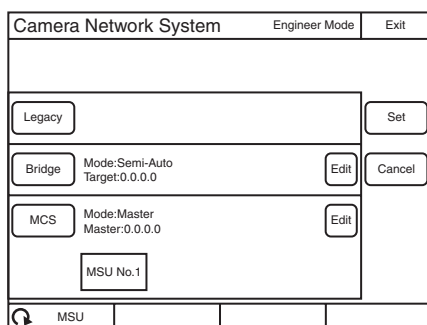 Camera Network System Engineer Mode Exit
Legacy
Set
Bridge
Mode:Semi-Auto
Target:0.0.0.0
Edit
Cancel
MCS
Mode:Master
Master:0.0.0.0
Edit
MSU No.1
MSU